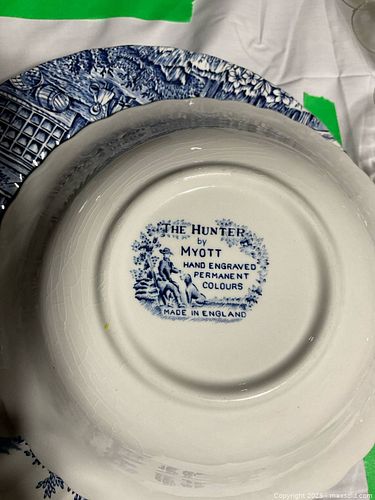 THE HUNTER
by
MYOTT
HAND ENGRAVED
PERMANENT
COLOURS
MADE IN ENGLAND
Copyright 2023 - maxsold.com